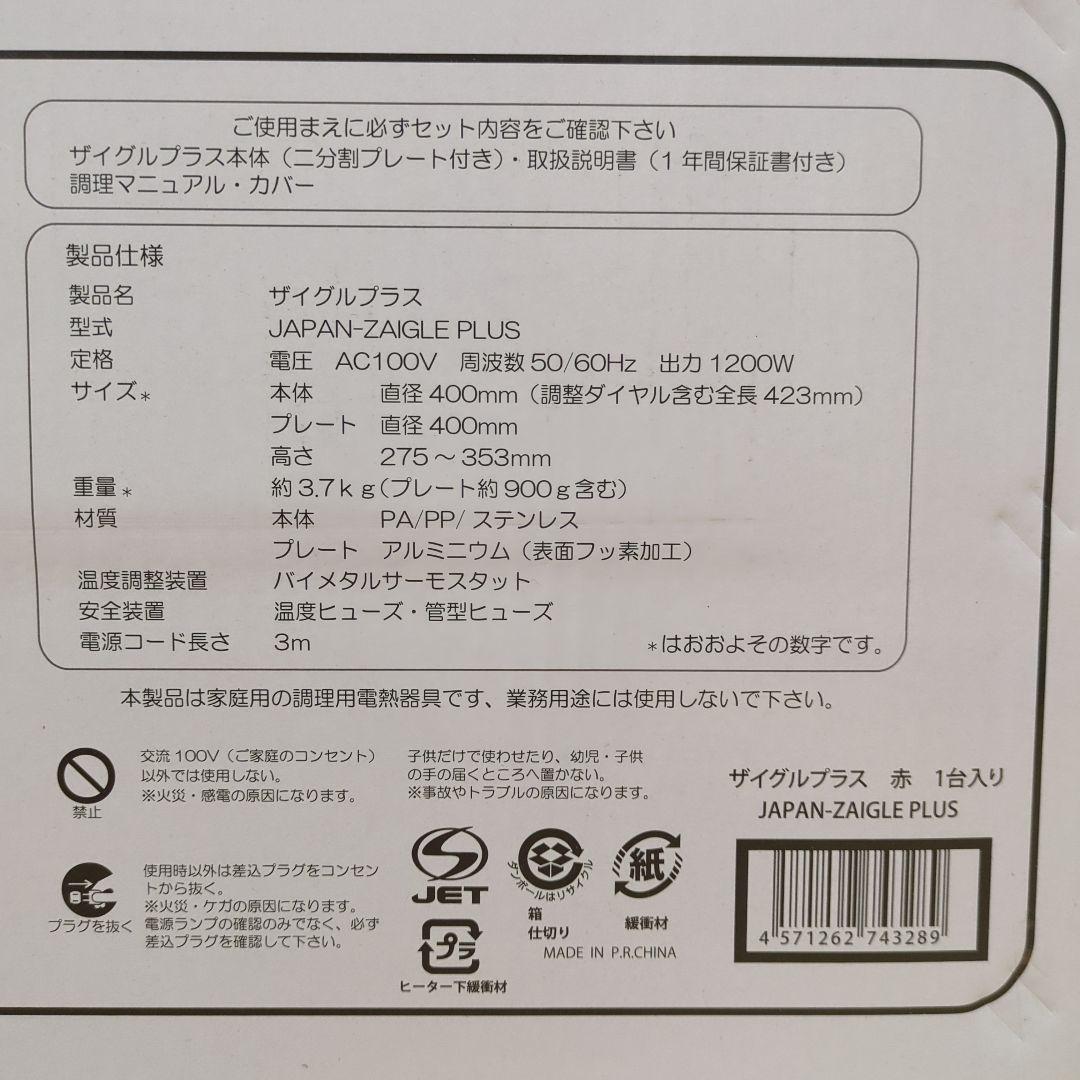 ご使用まえに必ずセット内容をご確認下さい
ザイグルプラス本体（二分割プレート付き）・取扱説明書（1年間保証書付き）
調理マニュアル・カバー
製品仕様
製品名 ザイグルプラス
型式 JAPAN-ZAIGLE PLUS
定格 電圧 AC100V 周波数 50/60Hz 出力 1200W
サイズ* 本体 直径 400mm（調整ダイヤル含む全長 423mm）
プレート 直径 400mm
高さ 275～353mm
重量* 約3.7kg（プレート約900g含む）
材質 本体 PA/PP/ステンレス
プレート アルミニウム（表面フッ素加工）
温度調整装置 バイメタルサーモスタット
安全装置 温度ヒューズ・管型ヒューズ
電源コード長さ 3m *はおおよその数字です。
本製品は家庭用の調理用電熱器具です、業務用途には使用しないで下さい。
禁止
交流 100V（ご家庭のコンセント）
以外では使用しない。
※火災・感電の原因になります。
子供だけで使わせたり、幼児・子供
の手の届くところへ置かない。
※事故やトラブルの原因になります。
プラグを抜く
使用時以外は差込プラグをコンセン
トから抜く。
※火災・ケガの原因になります。
電源ランプの確認のみでなく、必ず
差込プラグを確認して下さい。
JET
ダンボールはリサイクル
箱
仕切り
紙
緩衝材
プラ
ヒーター下緩衝材
MADE IN P.R.CHINA
ザイグルプラス 赤 1台入り
JAPAN-ZAIGLE PLUS
4 571262 743289